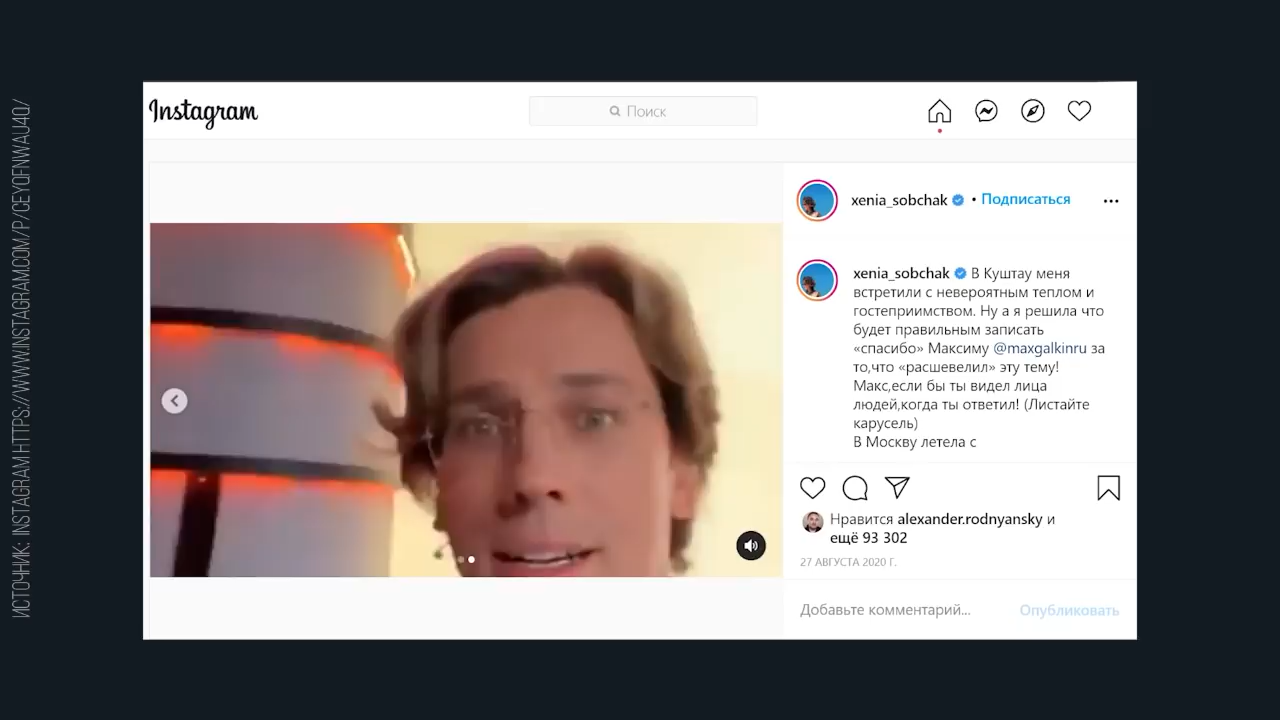 ИСТОЧНИК: INSTAGRAM HTTPS://WWW.INSTAGRAM.COM/P/CEYQFNWAU4Q/
Instagram
Поиск
xenia_sobchak • Подписаться
xenia_sobchak В Куштау меня
встретили с невероятным теплом и
гостеприимством. Ну а я решила что
будет правильным записать
«спасибо» Максиму @maxgalkinru за
то,что «расшевелил» эту тему!
Макс,если бы ты видел лица
людей,когда ты ответил! (Листайте
карусель)
В Москву летела с
Нравится alexander.rodnyansky и
ещё 93 302
27 АВГУСТА 2020 Г.
Добавьте комментарий... Опубликовать